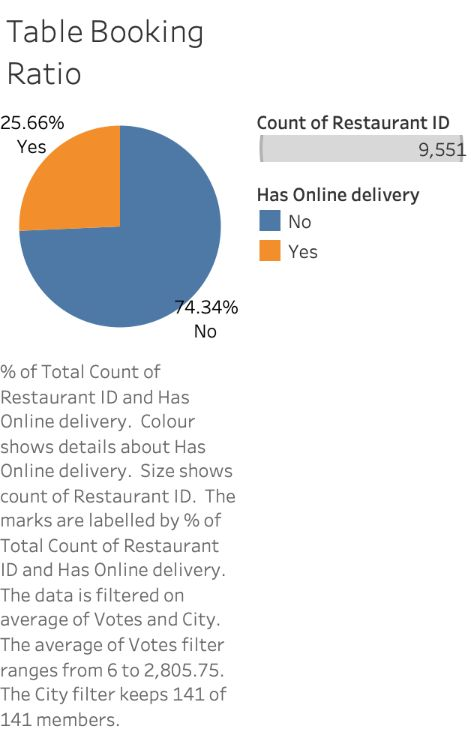 Table Booking
Ratio
25.66%
Yes
Count of Restaurant ID
9,551
Has Online delivery
No
Yes
74.34%
No
% of Total Count of
Restaurant ID and Has
Online delivery.  Colour
shows details about Has
Online delivery.  Size shows
count of Restaurant ID.  The
marks are labelled by % of
Total Count of Restaurant
ID and Has Online delivery.
The data is filtered on
average of Votes and City.
The average of Votes filter
ranges from 6 to 2,805.75.
The City filter keeps 141 of
141 members.